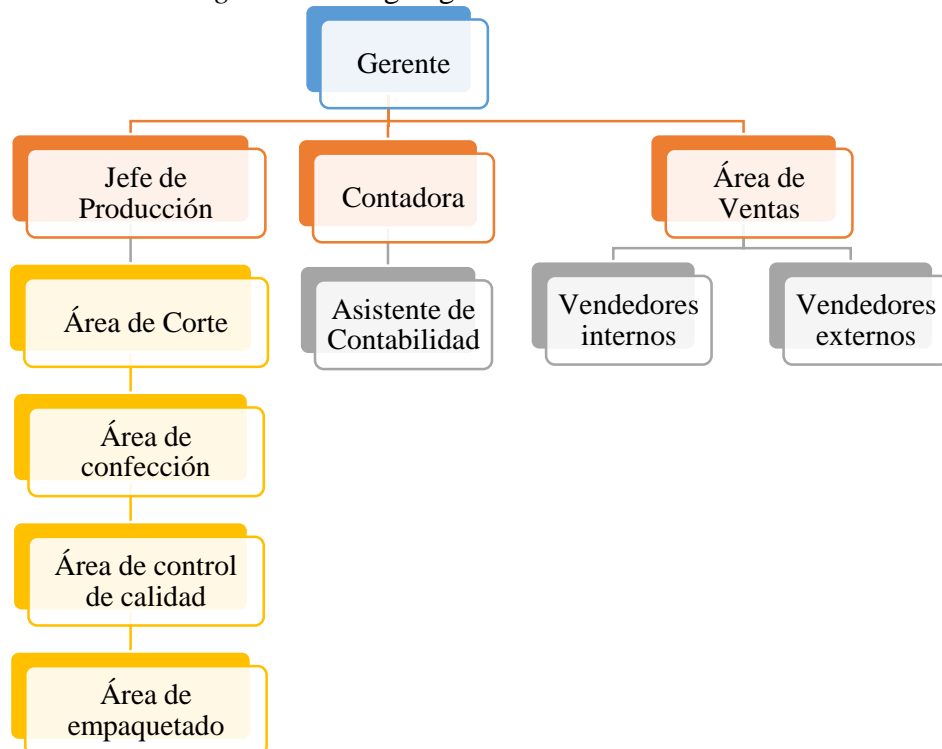 Gerente
Jefe de
Producción
Contadora
Área de
Ventas
Área de Corte
Asistente de
Contabilidad
Vendedores
internos
Vendedores
externos
Área de
confección
Área de control
de calidad
Área de
empaquetado